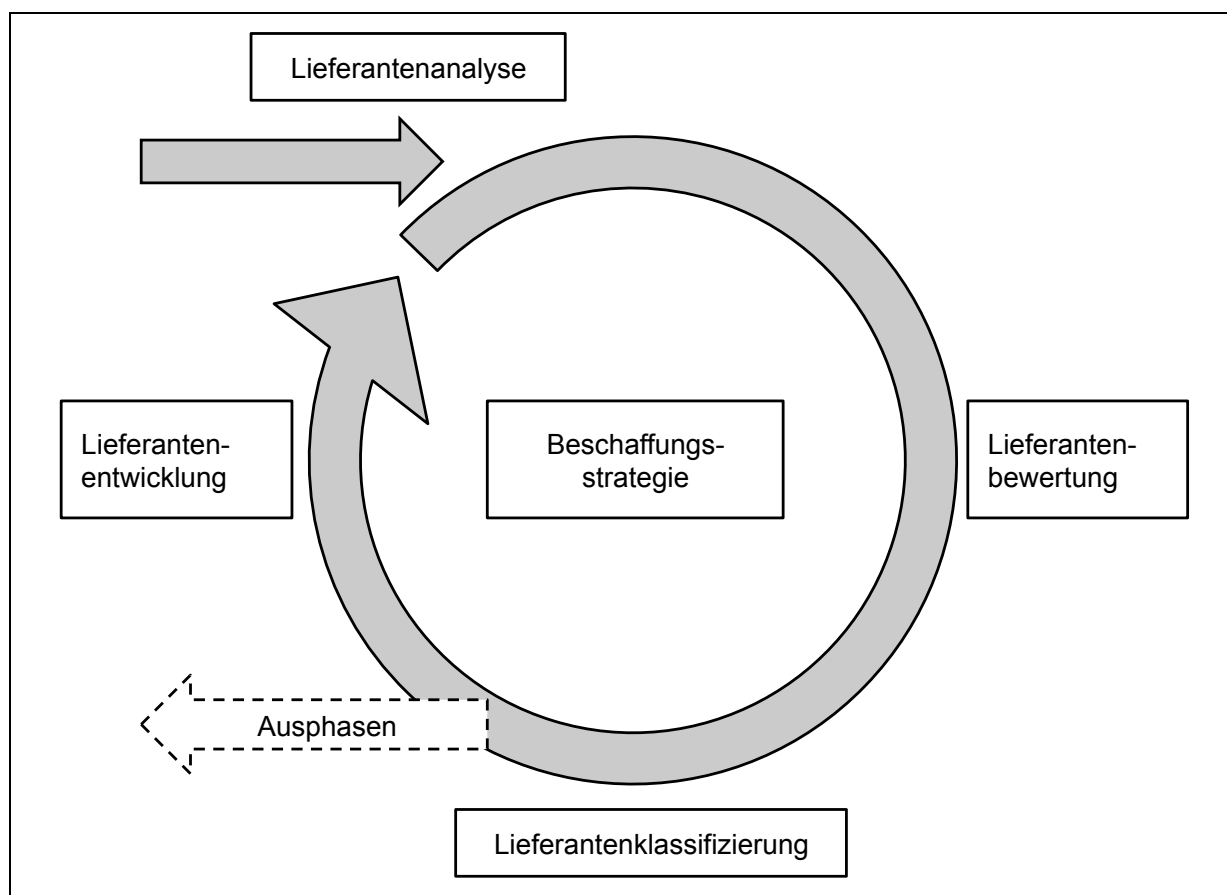 Lieferantenanalyse
Lieferanten-
entwicklung
Beschaffungs-
strategie
Lieferanten-
bewertung
Ausphasen
Lieferantenklassifizierung